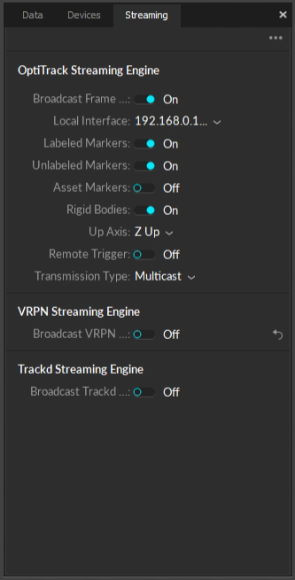 Data Devices Streaming
OptiTrack Streaming Engine
Broadcast Frame ...: On
Local Interface: 192.168.0.1...
Labeled Markers: On
Unlabeled Markers: On
Asset Markers: Off
Rigid Bodies: On
Up Axis: Z Up
Remote Trigger: Off
Transmission Type: Multicast
VRPN Streaming Engine
Broadcast VRPN ...: Off
Trackd Streaming Engine
Broadcast Trackd ...: Off